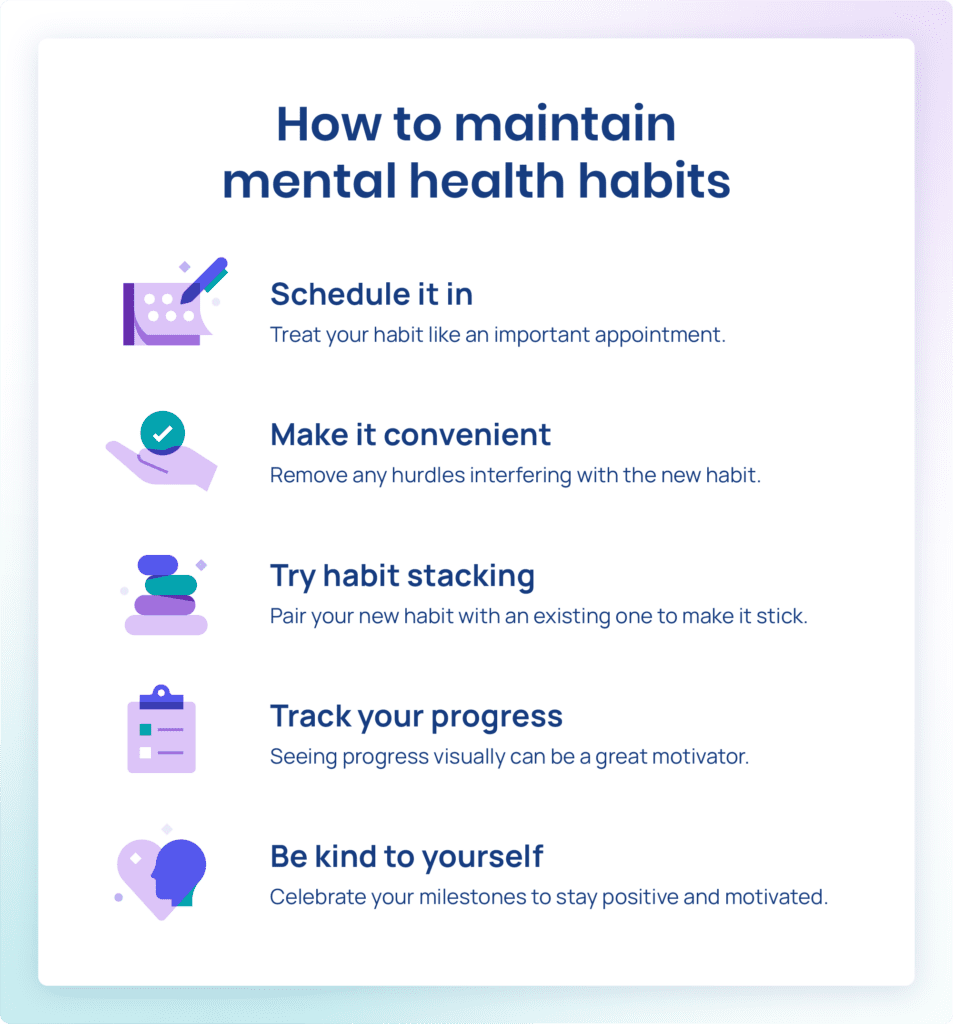 How to maintain
mental health habits
Schedule it in
Treat your habit like an important appointment.
Make it convenient
Remove any hurdles interfering with the new habit.
Try habit stacking
Pair your new habit with an existing one to make it stick.
Track your progress
Seeing progress visually can be a great motivator.
Be kind to yourself
Celebrate your milestones to stay positive and motivated.